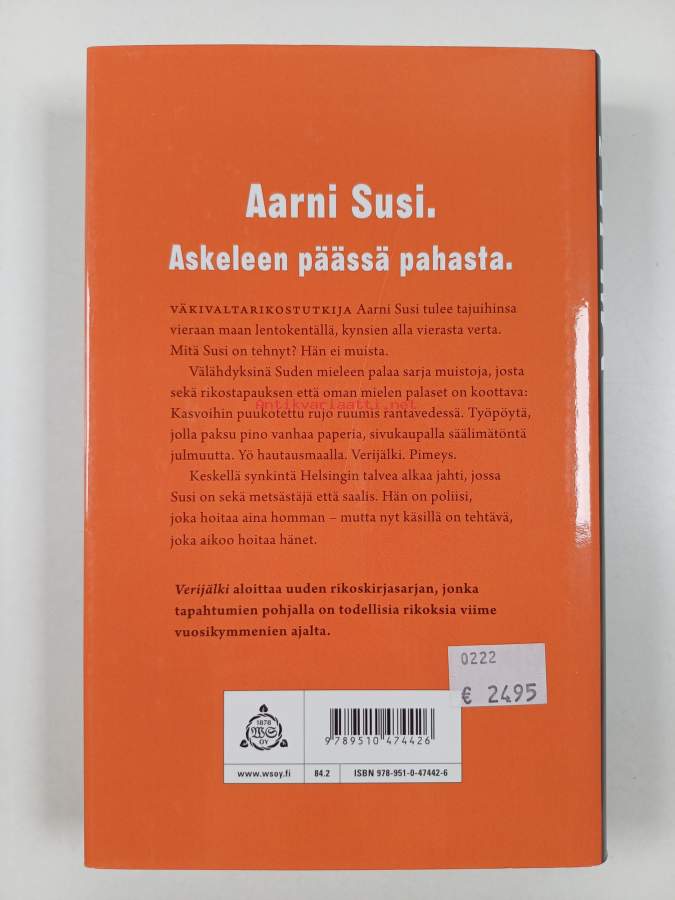 Aarni Susi.
Askeleen päässä pahasta.
VÄKIVALTARIKOSTUTKIJA Aarni Susi tulee tajuihinsa
vieraan maan lentokentällä, kynsien alla vierasta verta.
Mitä Susi on tehnyt? Hän ei muista.
Välähdyksinä Suden mieleen palaa sarja muistoja, josta
sekä rikostapauksen että oman mielen palaset on koottava:
Antikvariaatti.net
Kasvoihin puukotettu rujo ruumis rantavedessä. Työpöytä,
jolla paksu pino vanhaa paperia, sivukaupalla säälimätöntä
julmuutta. Yö hautausmaalla. Verijälki. Pimeys.
Keskellä synkintä Helsingin talvea alkaa jahti, jossa
Susi on sekä metsästäjä että saalis. Hän on poliisi,
joka hoitaa aina homman – mutta nyt käsillä on tehtävä,
joka aikoo hoitaa hänet.
Verijälki aloittaa uuden rikoskirjasarjan, jonka
tapahtumien pohjalla on todellisia rikoksia viime
vuosikymmenien ajalta.
0222
€ 2495
1878
WS
OY
9789510474426
www.wsoy.fi
84.2
ISBN 978-951-0-47442-6